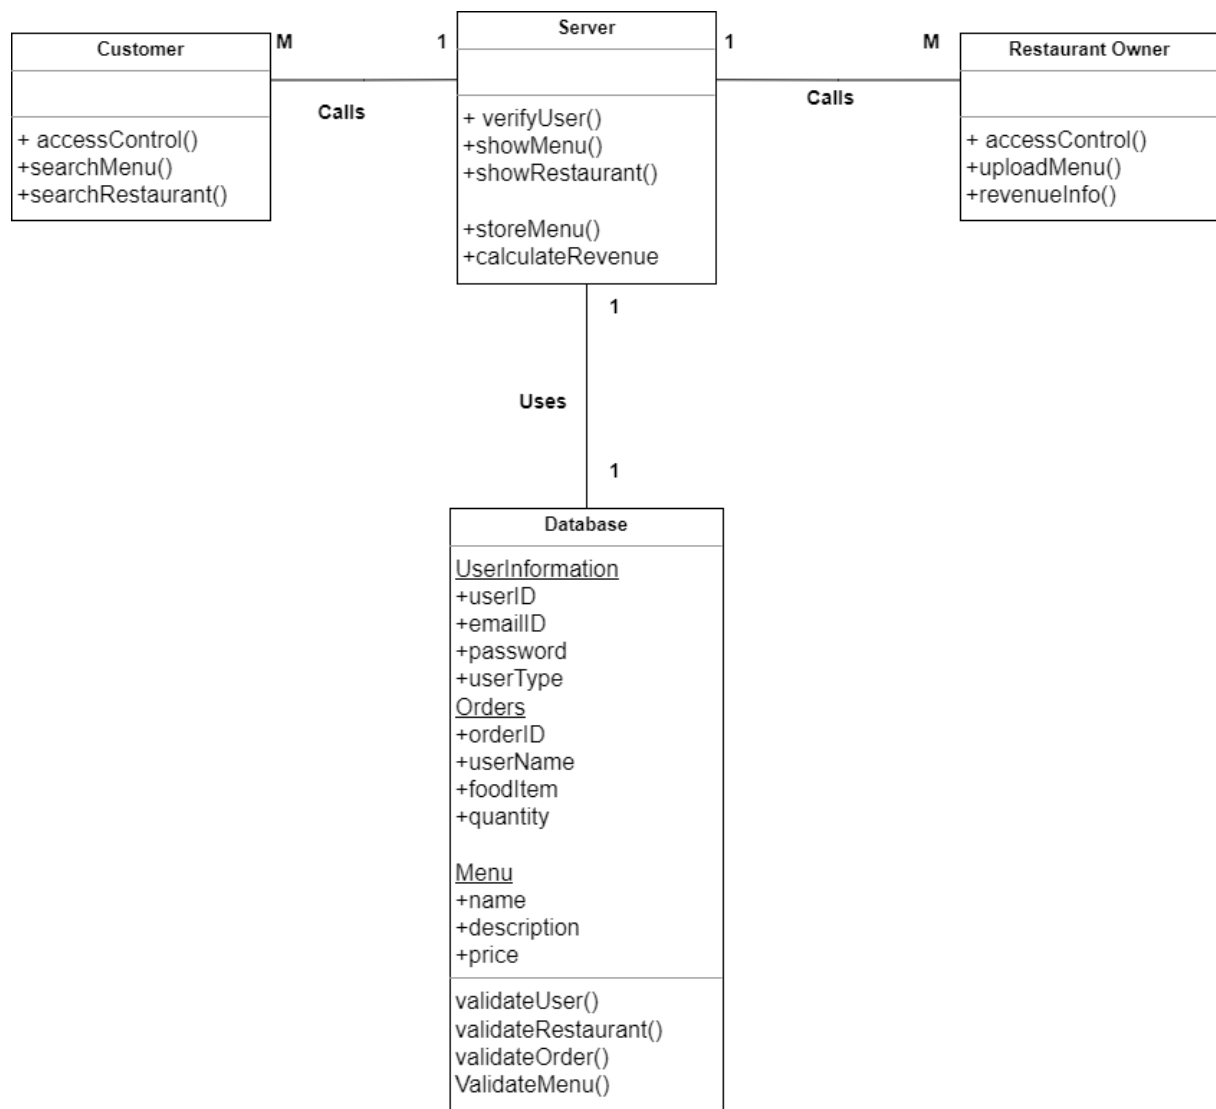 Customer
+ accessControl()
+searchMenu()
+searchRestaurant()
M
1
Calls
Server
+ verifyUser()
+showMenu()
+showRestaurant()
+storeMenu()
+calculateRevenue
1
M
Calls
Restaurant Owner
+ accessControl()
+uploadMenu()
+revenueInfo()
1
Uses
1
Database
UserInformation
+userID
+emailID
+password
+userType
Orders
+orderID
+userName
+foodItem
+quantity
Menu
+name
+description
+price
validateUser()
validateRestaurant()
validateOrder()
ValidateMenu()